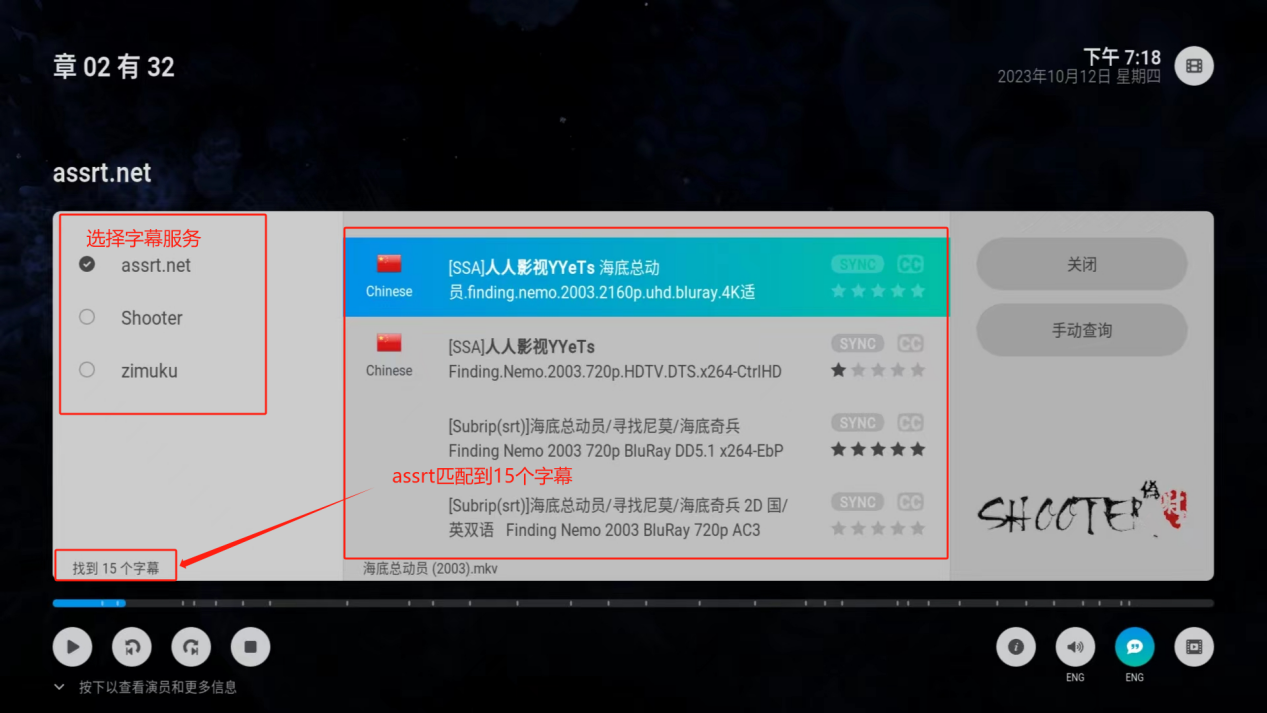 章 02 有 32
下午 7:18
2023年10月12日 星期四
assrt.net
选择字幕服务
assrt.net
Shooter
zimuku
找到 15 个字幕
Chinese
[SSA]人人影视YYeTs 海底总动
员.finding.nemo.2003.2160p.uhd.bluray.4K适
SYNC CC
Chinese
[SSA]人人影视YYeTs
Finding.Nemo.2003.720p.HDTV.DTS.x264-CtrlHD
SYNC CC
[Subrip(srt)]海底总动员/寻找尼莫/海底奇兵
Finding Nemo 2003 720p BluRay DD5.1 x264-EbP
SYNC CC
assrt匹配到15个字幕
[Subrip(srt)]海底总动员/寻找尼莫/海底奇兵 2D 国/
英双语 Finding Nemo 2003 BluRay 720p AC3
SYNC CC
海底总动员 (2003).mkv
关闭
手动查询
SHOOTER
伪射
按下以查看演员和更多信息
ENG
ENG